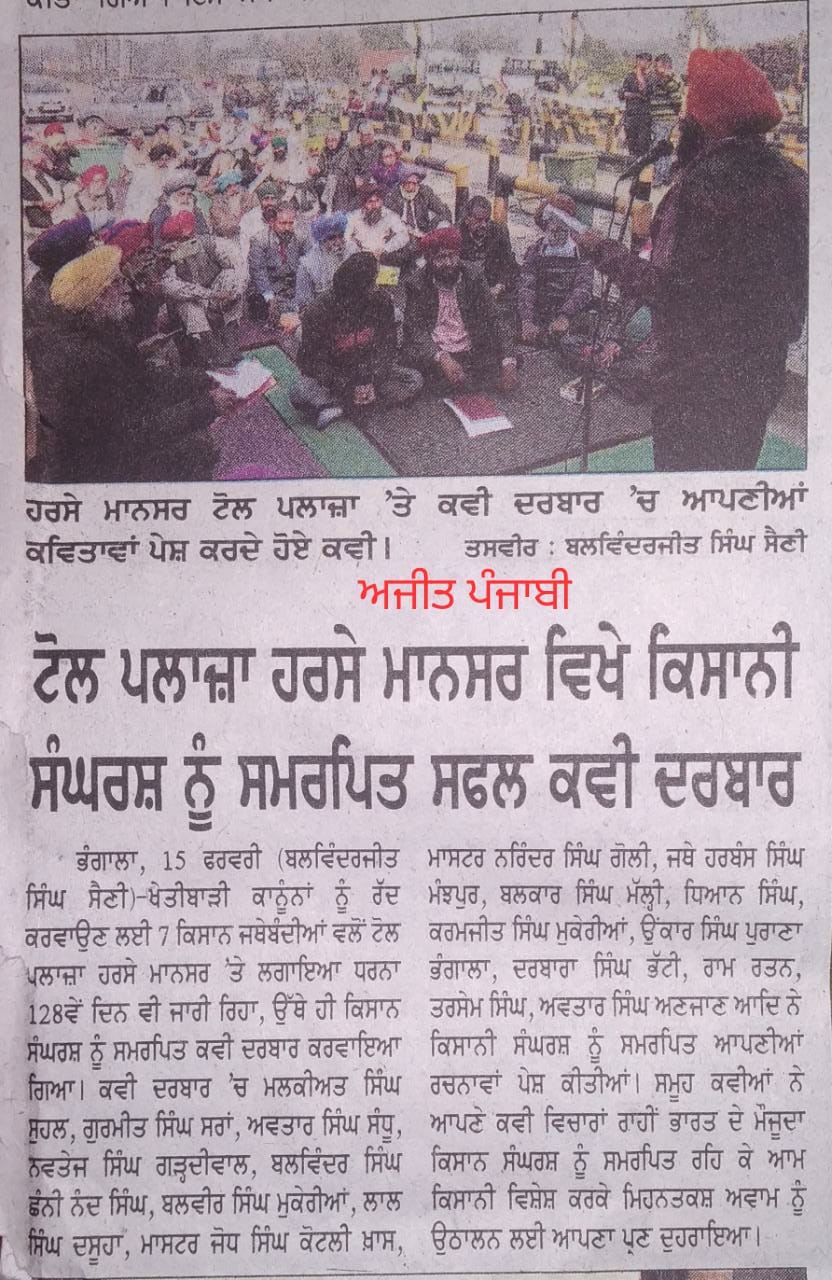 ਹਰਸੇ ਮਾਨਸਰ ਟੋਲ ਪਲਾਜ਼ਾ ’ਤੇ ਕਵੀ ਦਰਬਾਰ ’ਚ ਆਪਣੀਆਂ
ਕਵਿਤਾਵਾਂ ਪੇਸ਼ ਕਰਦੇ ਹੋਏ ਕਵੀ। ਤਸਵੀਰ : ਬਲਵਿੰਦਰਜੀਤ ਸਿੰਘ ਸੈਣੀ
ਅਜੀਤ ਪੰਜਾਬੀ
ਟੋਲ ਪਲਾਜ਼ਾ ਹਰਸੇ ਮਾਨਸਰ ਵਿਖੇ ਕਿਸਾਨੀ
ਸੰਘਰਸ਼ ਨੂੰ ਸਮਰਪਿਤ ਸਫਲ ਕਵੀ ਦਰਬਾਰ
ਭੰਗਾਲਾ, 15 ਫਰਵਰੀ (ਬਲਵਿੰਦਰਜੀਤ
ਸਿੰਘ ਸੈਣੀ)-ਖੇਤੀਬਾੜੀ ਕਾਨੂੰਨਾਂ ਨੂੰ ਰੱਦ
ਕਰਵਾਉਣ ਲਈ 7 ਕਿਸਾਨ ਜਥੇਬੰਦੀਆਂ ਵਲੋਂ ਟੋਲ
ਪਲਾਜ਼ਾ ਹਰਸੇ ਮਾਨਸਰ ’ਤੇ ਲਗਾਇਆ ਧਰਨਾ
128ਵੇਂ ਦਿਨ ਵੀ ਜਾਰੀ ਰਿਹਾ, ਉੱਥੇ ਹੀ ਕਿਸਾਨ
ਸੰਘਰਸ਼ ਨੂੰ ਸਮਰਪਿਤ ਕਵੀ ਦਰਬਾਰ ਕਰਵਾਇਆ
ਗਿਆ। ਕਵੀ ਦਰਬਾਰ ’ਚ ਮਲਕੀਅਤ ਸਿੰਘ
ਸੁਹਲ, ਗੁਰਮੀਤ ਸਿੰਘ ਸਰਾਂ, ਅਵਤਾਰ ਸਿੰਘ ਸੰਧੂ,
ਨਵਤੇਜ ਸਿੰਘ ਗੜ੍ਹਦੀਵਾਲ, ਬਲਵਿੰਦਰ ਸਿੰਘ
ਛੰਨੀ ਨੰਦ ਸਿੰਘ, ਬਲਵੀਰ ਸਿੰਘ ਮੁਕੇਰੀਆਂ, ਲਾਲ
ਸਿੰਘ ਦਸੂਹਾ, ਮਾਸਟਰ ਜੋਧ ਸਿੰਘ ਕੋਟਲੀ ਖ਼ਾਸ,
ਮਾਸਟਰ ਨਰਿੰਦਰ ਸਿੰਘ ਗੋਲੀ, ਜਥੇ ਹਰਬੰਸ ਸਿੰਘ
ਮੰਝਪੁਰ, ਬਲਕਾਰ ਸਿੰਘ ਮੱਲ੍ਹੀ, ਧਿਆਨ ਸਿੰਘ,
ਕਰਮਜੀਤ ਸਿੰਘ ਮੁਕੇਰੀਆਂ, ਉਂਕਾਰ ਸਿੰਘ ਪੁਰਾਣਾ
ਭੰਗਾਲਾ, ਦਰਬਾਰਾ ਸਿੰਘ ਭੱਟੀ, ਰਾਮ ਰਤਨ,
ਤਰਸੇਮ ਸਿੰਘ, ਅਵਤਾਰ ਸਿੰਘ ਅਣਜਾਣ ਆਦਿ ਨੇ
ਕਿਸਾਨੀ ਸੰਘਰਸ਼ ਨੂੰ ਸਮਰਪਿਤ ਆਪਣੀਆਂ
ਰਚਨਾਵਾਂ ਪੇਸ਼ ਕੀਤੀਆਂ। ਸਮੂਹ ਕਵੀਆਂ ਨੇ
ਆਪਣੇ ਕਵੀ ਵਿਚਾਰਾਂ ਰਾਹੀਂ ਭਾਰਤ ਦੇ ਮੌਜੂਦਾ
ਕਿਸਾਨ ਸੰਘਰਸ਼ ਨੂੰ ਸਮਰਪਿਤ ਰਹਿ ਕੇ ਆਮ
ਕਿਸਾਨੀ ਵਿਸ਼ੇਸ਼ ਕਰਕੇ ਮਿਹਨਤਕਸ਼ ਅਵਾਮ ਨੂੰ
ਉਠਾਲਨ ਲਈ ਆਪਣਾ ਪ੍ਰਣ ਦੁਹਰਾਇਆ।